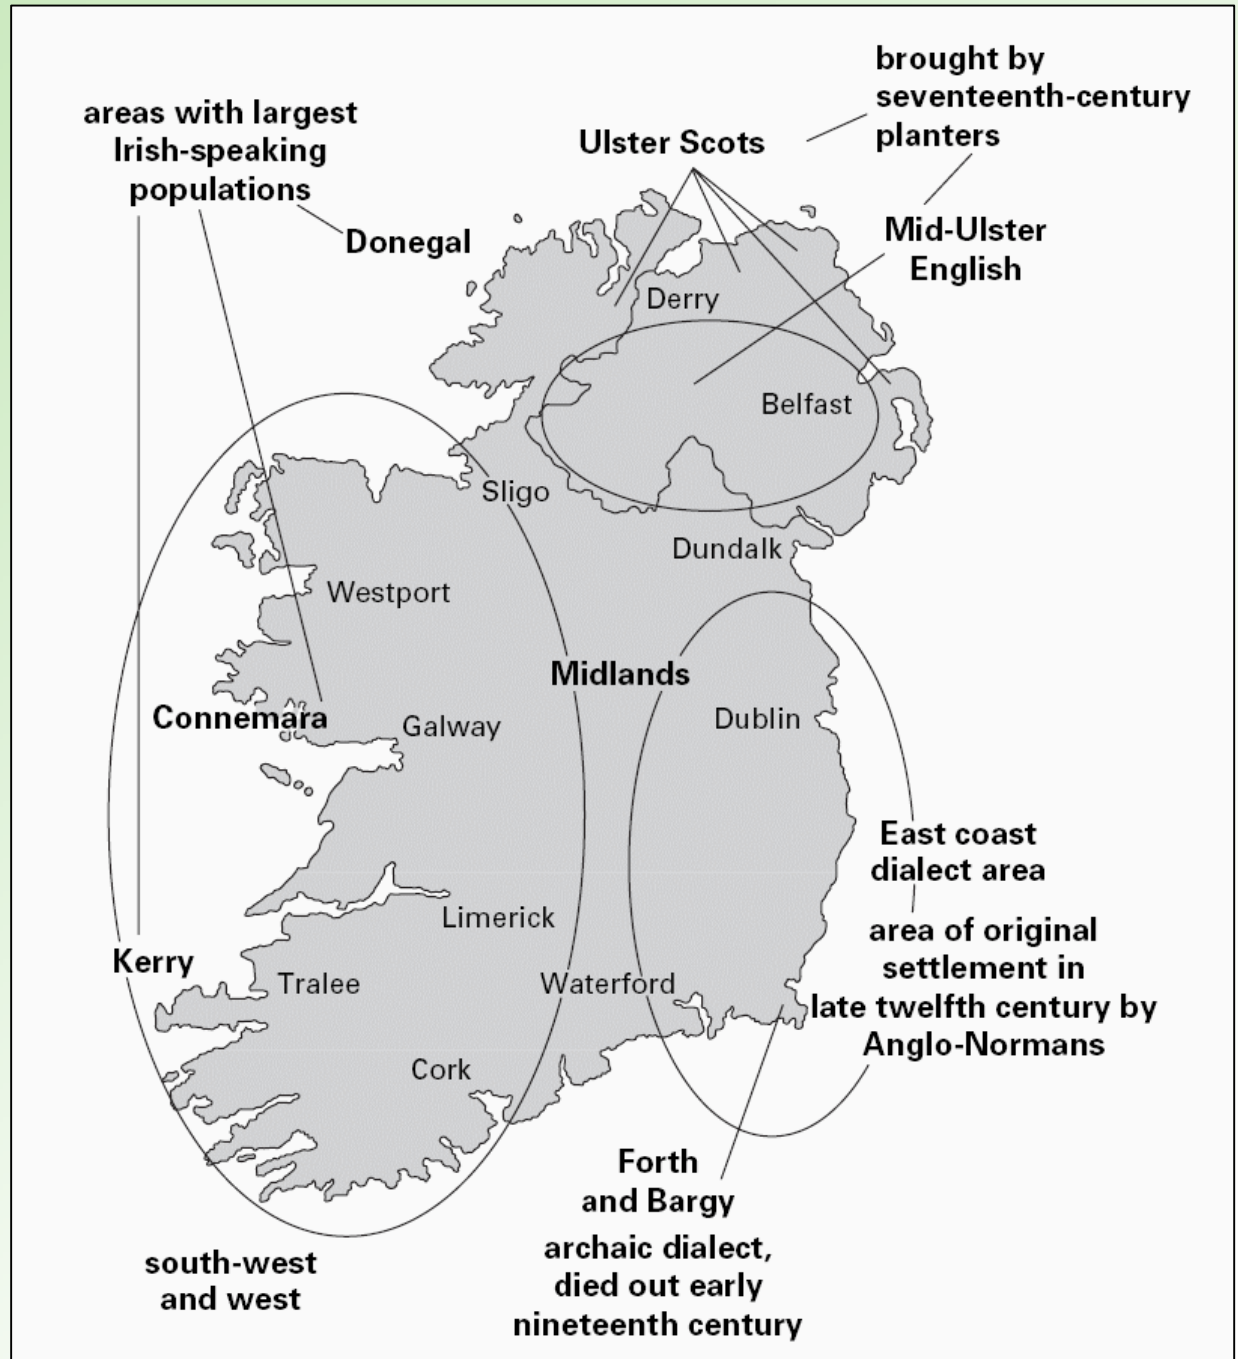 brought by
seventeenth-century
planters
areas with largest
Irish-speaking
populations
Ulster Scots
Donegal
Mid-Ulster
English
Derry
Belfast
Sligo
Dundalk
Westport
Midlands
Connemara
Galway
Dublin
East coast
dialect area
Limerick
area of original
settlement in
late twelfth century by
Anglo-Normans
Kerry
Tralee
Waterford
Cork
Forth
and Bargy
archaic dialect,
died out early
nineteenth century
south-west
and west